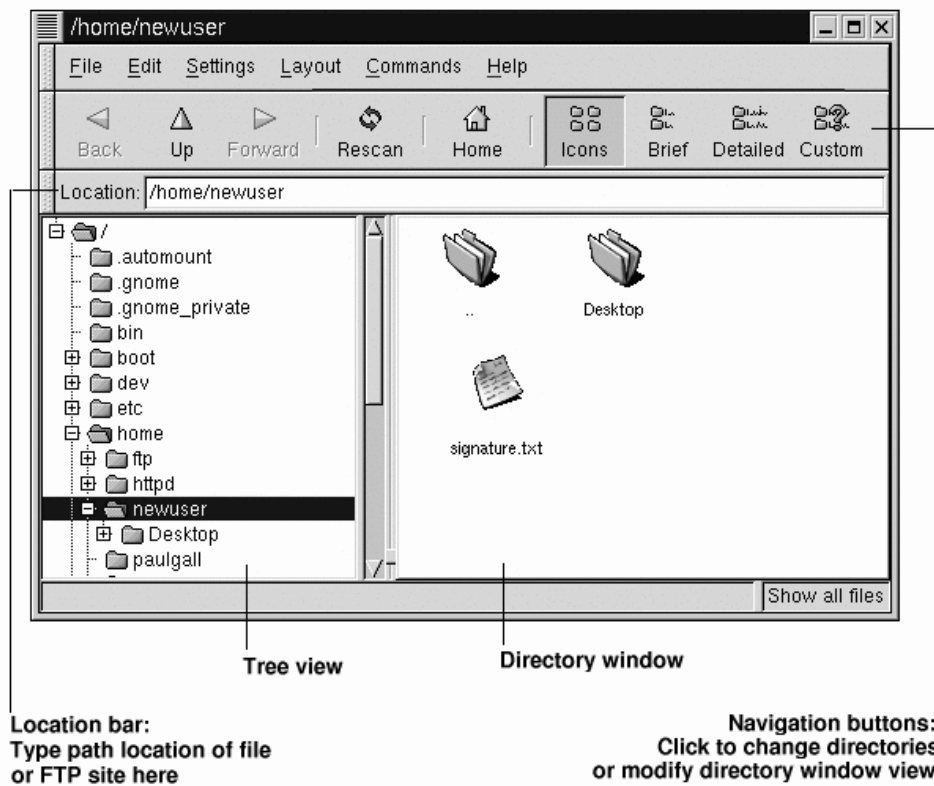 /home/newuser
File Edit Settings Layout Commands Help
Back Up Forward Rescan Home Icons Brief Detailed Custom
Location: /home/newuser
/
.automount
.gnome
.gnome_private
bin
boot
dev
etc
home
ftp
httpd
newuser
Desktop
paulgall
.. Desktop
signature.txt
Show all files
Tree view
Directory window
Location bar:
Type path location of file
or FTP site here
Navigation buttons:
Click to change directories
or modify directory window view